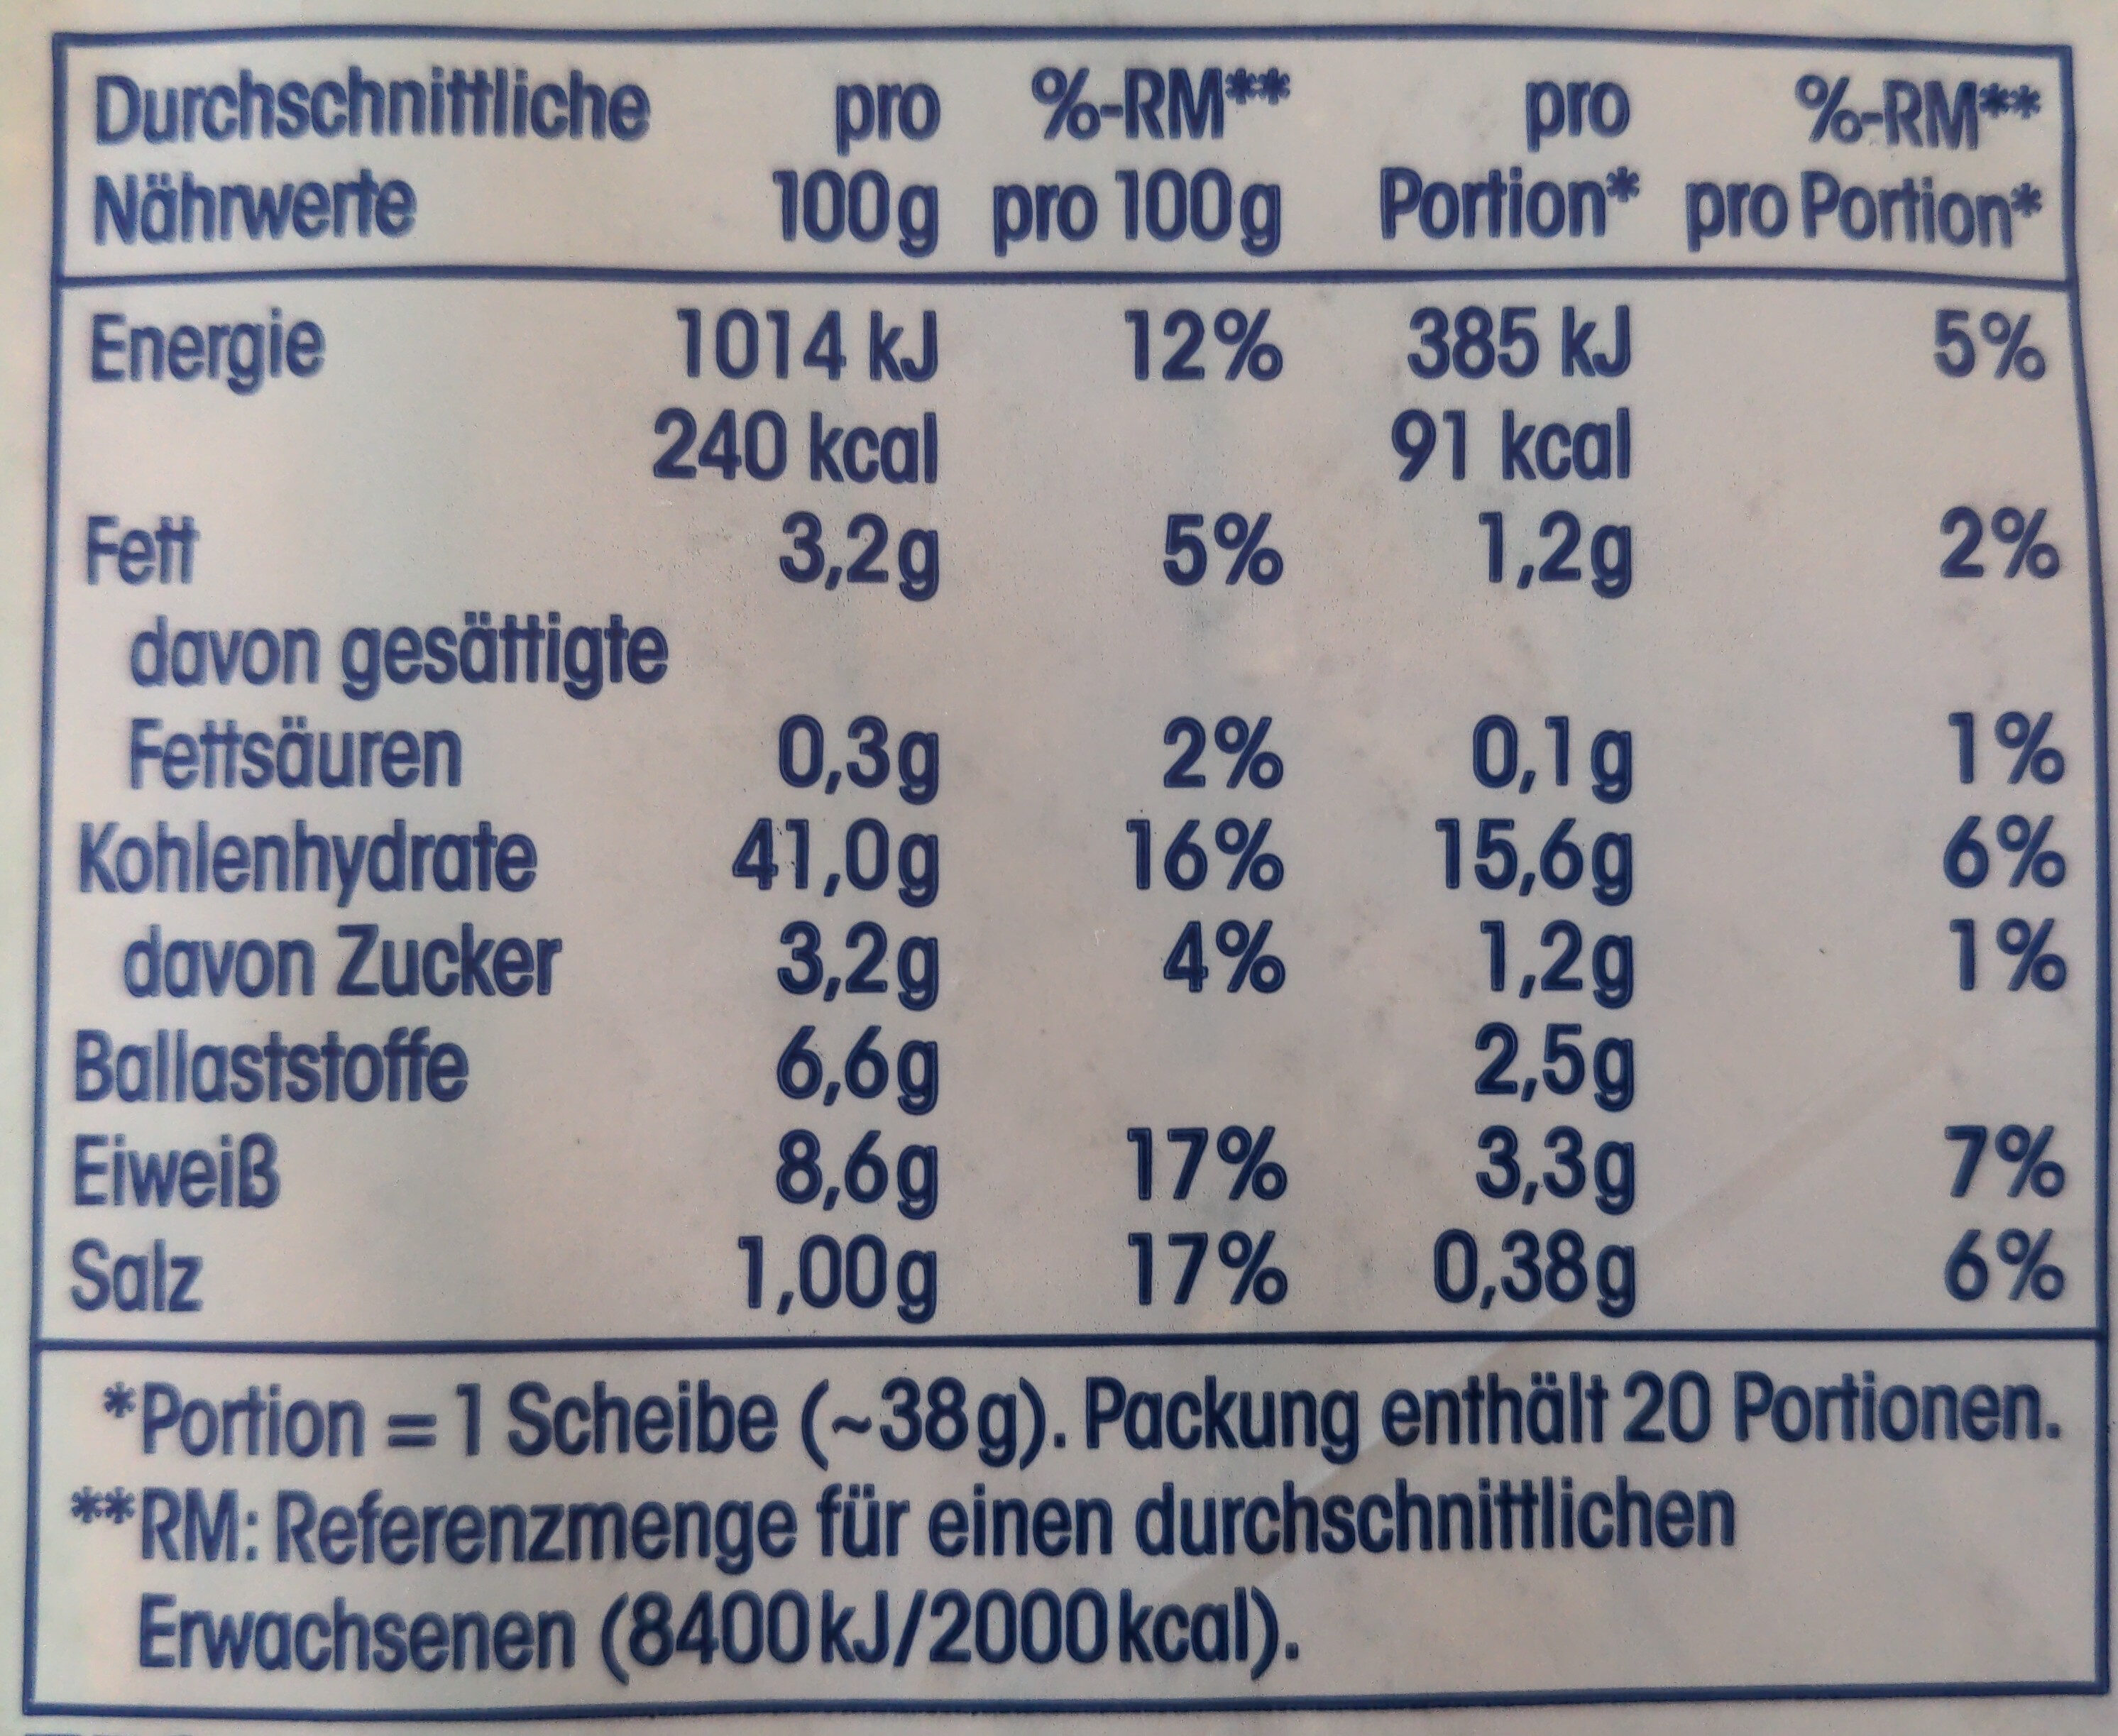 Durchschnittliche pro %-RM** pro %-RM**
Nährwerte 100g pro 100g Portion* pro Portion*
Energie 1014 kJ 12% 385 kJ 5%
240 kcal 91 kcal
Fett 3,2g 5% 1,2g 2%
davon gesättigte
Fettsäuren 0,3g 2% 0,1g 1%
Kohlenhydrate 41,0g 16% 15,6g 6%
davon Zucker 3,2g 4% 1,2g 1%
Ballaststoffe 6,6g 2,5g
Eiweiß 8,6g 17% 3,3g 7%
Salz 1,00g 17% 0,38g 6%
*Portion = 1 Scheibe (~38g). Packung enthält 20 Portionen.
**RM: Referenzmenge für einen durchschnittlichen
Erwachsenen (8400kJ/2000kcal).